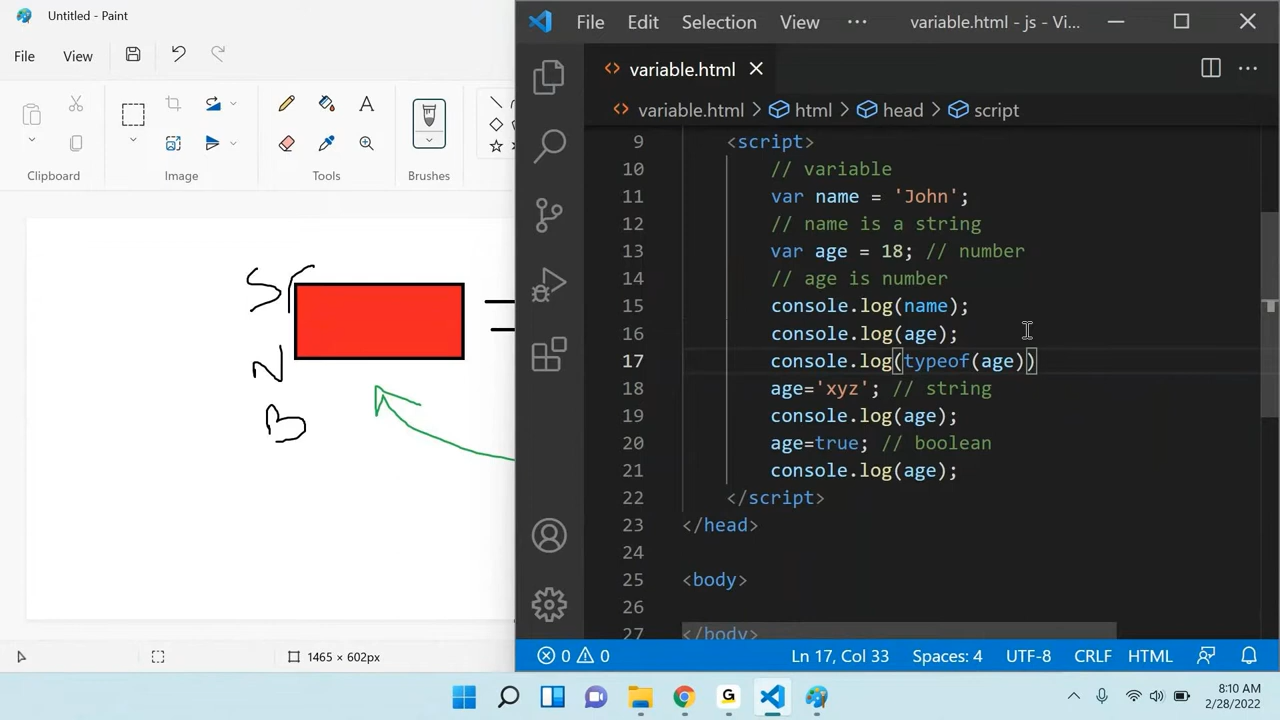 Untitled - Paint
File
View
Clipboard
Image
Tools
Brushes
S
N
B
1465 × 602px
File Edit Selection View ··· variable.html - js - Vi...
variable.html
variable.html > html > head > script
9 <script>
10 // variable
11 var name = 'John';
12 // name is a string
13 var age = 18; // number
14 // age is number
15 console.log(name);
16 console.log(age);
17 console.log(typeof(age))
18 age='xyz'; // string
19 console.log(age);
20 age=true; // boolean
21 console.log(age);
22 </script>
23 </head>
24
25 <body>
26
27 </body>
0 0 Ln 17, Col 33 Spaces: 4 UTF-8 CRLF HTML
G
8:10 AM
2/28/2022